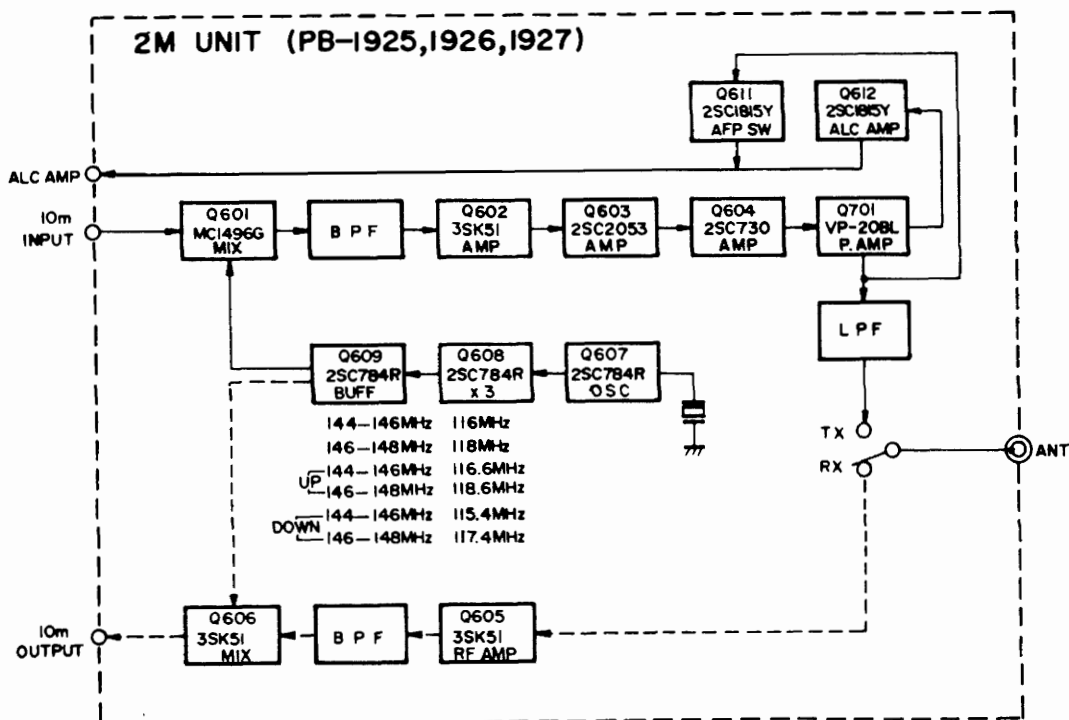 2M UNIT (PB-1925,1926,1927)
Q611
2SC1815Y
AFP SW
Q612
2SC1815Y
ALC AMP
ALC AMP
10m
INPUT
Q601
MC1496G
MIX
BPF
Q602
3SK51
AMP
Q603
2SC2053
AMP
Q604
2SC730
AMP
Q701
VP-20BL
P. AMP
LPF
Q609
2SC784R
BUFF
Q608
2SC784R
x 3
Q607
2SC784R
OSC
144-146MHz 116MHz
146-148MHz 118MHz
UP
144-146MHz 116.6MHz
146-148MHz 118.6MHz
DOWN
144-146MHz 115.4MHz
146-148MHz 117.4MHz
TX
RX
ANT
10m
OUTPUT
Q606
3SK51
MIX
BPF
Q605
3SK51
RF AMP